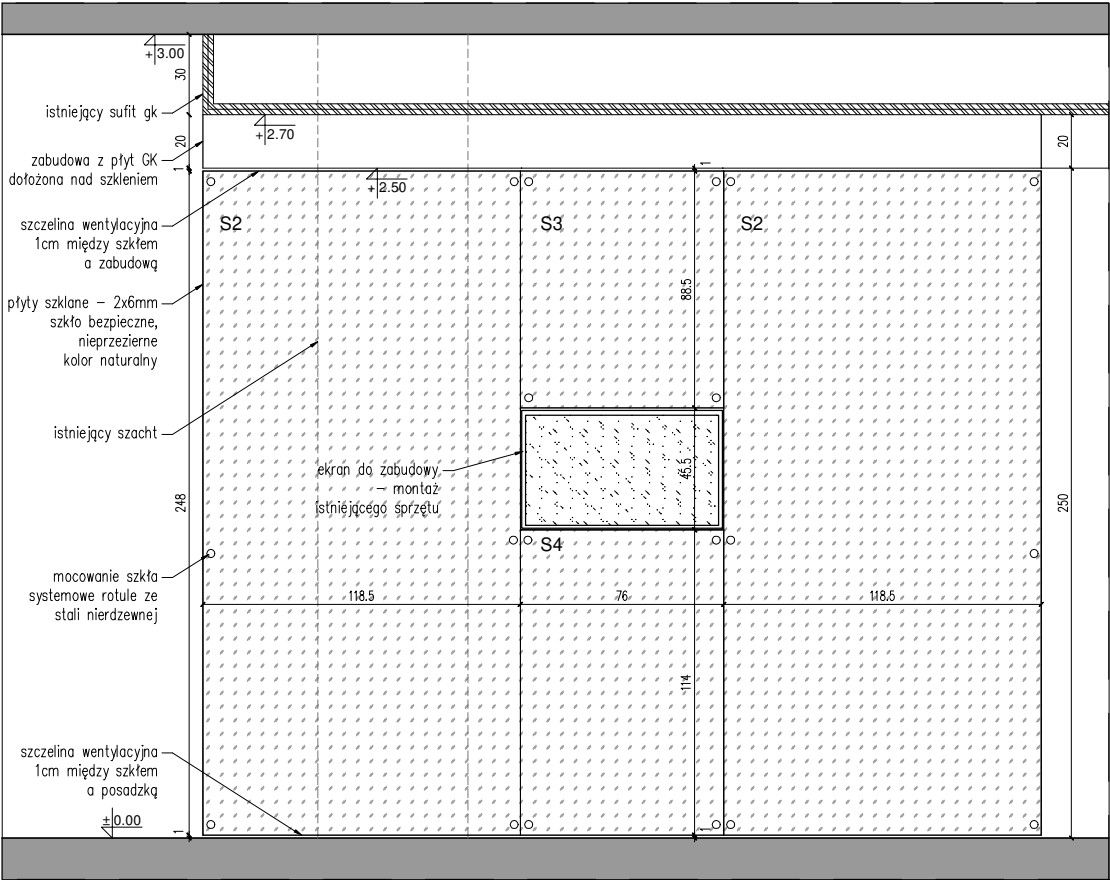 +3.00
30
istniejący sufit gk
+2.70
20
20
zabudowa z płyt GK
dołożona nad szkleniem
1
1
+2.50
szczelina wentylacyjna
1cm między szkłem
a zabudową
S2
S3
S2
płyty szklane – 2x6mm
szkło bezpieczne,
nieprzezierne
kolor naturalny
88.5
istniejący szacht
ekran do zabudowy
– montaż
istniejącego sprzętu
45.5
248
250
S4
mocowanie szkła
systemowe rotule ze
stali nierdzewnej
118.5
76
118.5
114
szczelina wentylacyjna
1cm między szkłem
a posadzką
±0.00
1
1